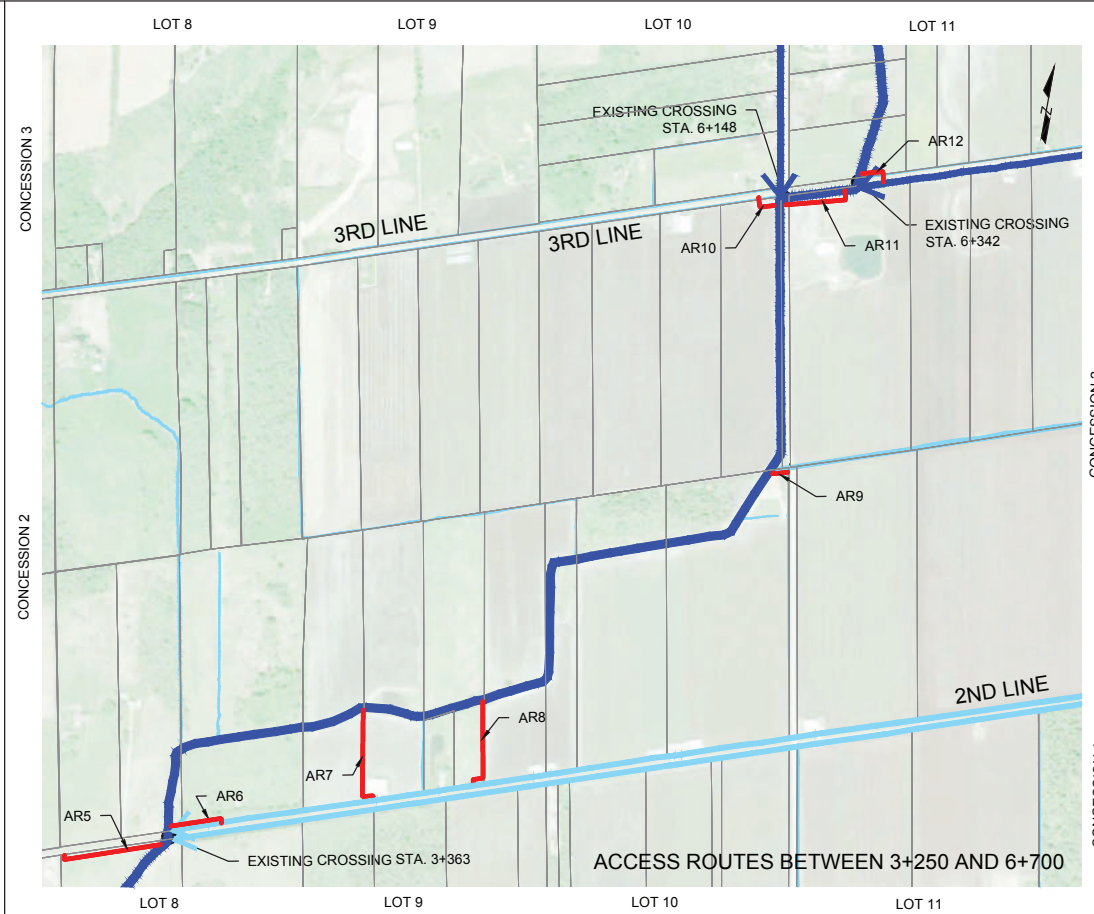 LOT 8
LOT 9
LOT 10
LOT 11
CONCESSION 3
EXISTING CROSSING
STA. 6+148
Z
AR12
3RD LINE
3RD LINE
AR10
AR11
EXISTING CROSSING
STA. 6+342
AR9
CONCESSION 2
2ND LINE
AR8
AR7
AR6
AR5
EXISTING CROSSING STA. 3+363
ACCESS ROUTES BETWEEN 3+250 AND 6+700
LOT 8
LOT 9
LOT 10
LOT 11